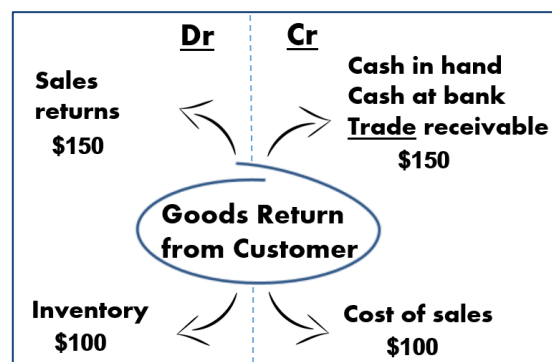 Dr
Cr
Sales
returns
$150
Cash in hand
Cash at bank
Trade receivable
$150
Goods Return
from Customer
Inventory
$100
Cost of sales
$100